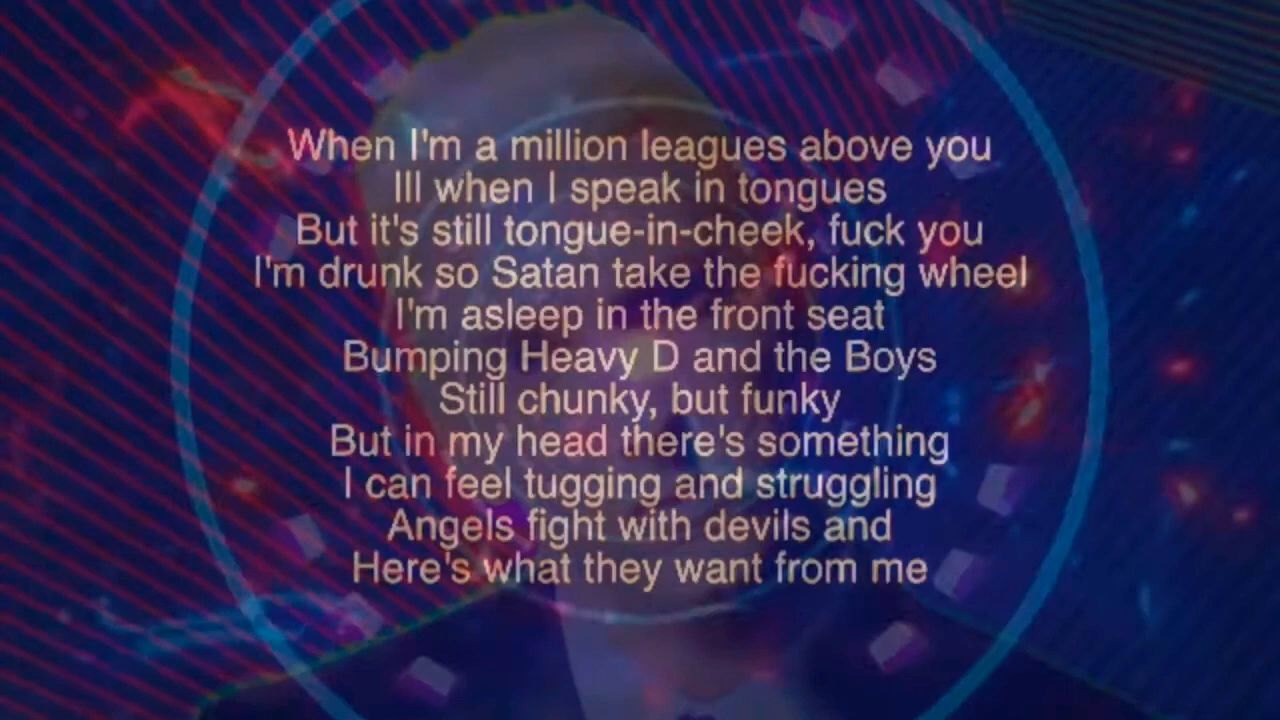 When I'm a million leagues above you
Ill when I speak in tongues
But it's still tongue-in-cheek, fuck you
I'm drunk so Satan take the fucking wheel
I'm asleep in the front seat
Bumping Heavy D and the Boys
Still chunky, but funky
But in my head there's something
I can feel tugging and struggling
Angels fight with devils and
Here's what they want from me